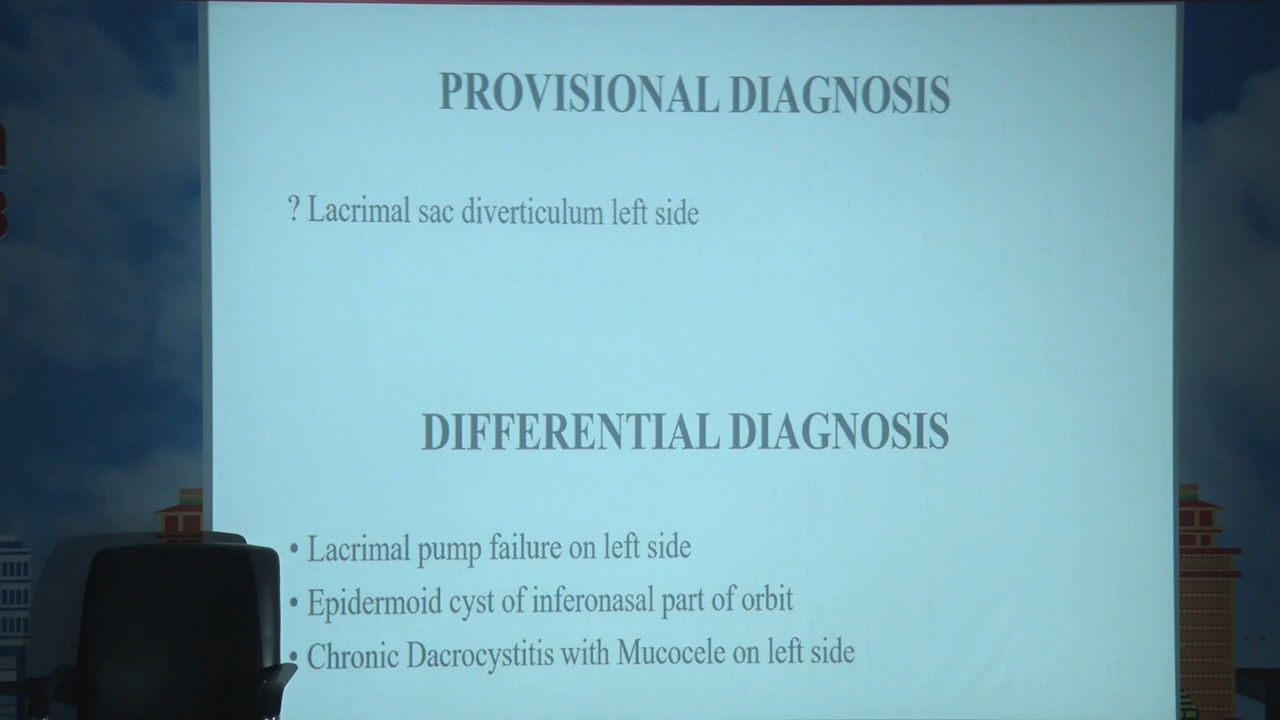 PROVISIONAL DIAGNOSIS
? Lacrimal sac diverticulum left side
DIFFERENTIAL DIAGNOSIS
• Lacrimal pump failure on left side
• Epidermoid cyst of inferonasal part of orbit
• Chronic Dacrocystitis with Mucocele on left side